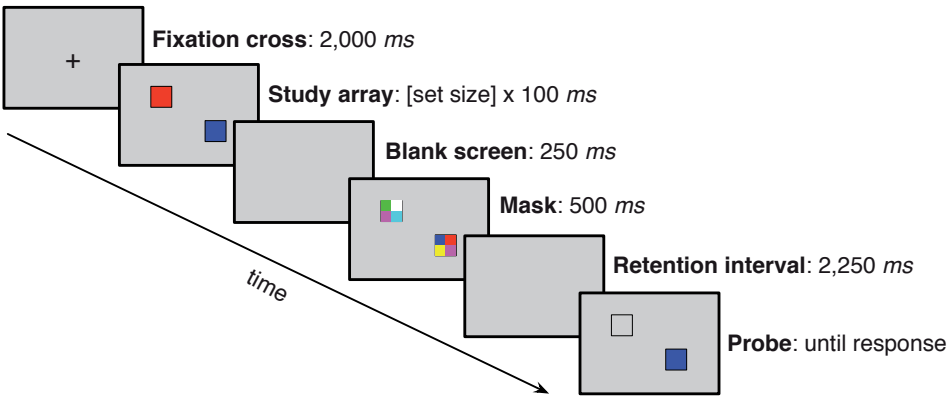 Fixation cross: 2,000 ms
Study array: [set size] x 100 ms
Blank screen: 250 ms
Mask: 500 ms
Retention interval: 2,250 ms
Probe: until response
time